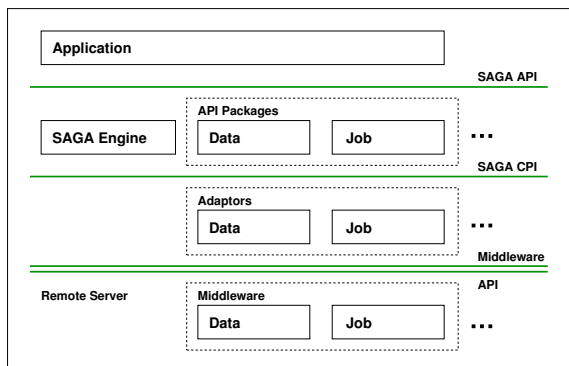 Application
SAGA API
API Packages
SAGA Engine Data Job ...
SAGA CPI
Adaptors
Data Job ...
Middleware
API
Remote Server Middleware
Data Job ...